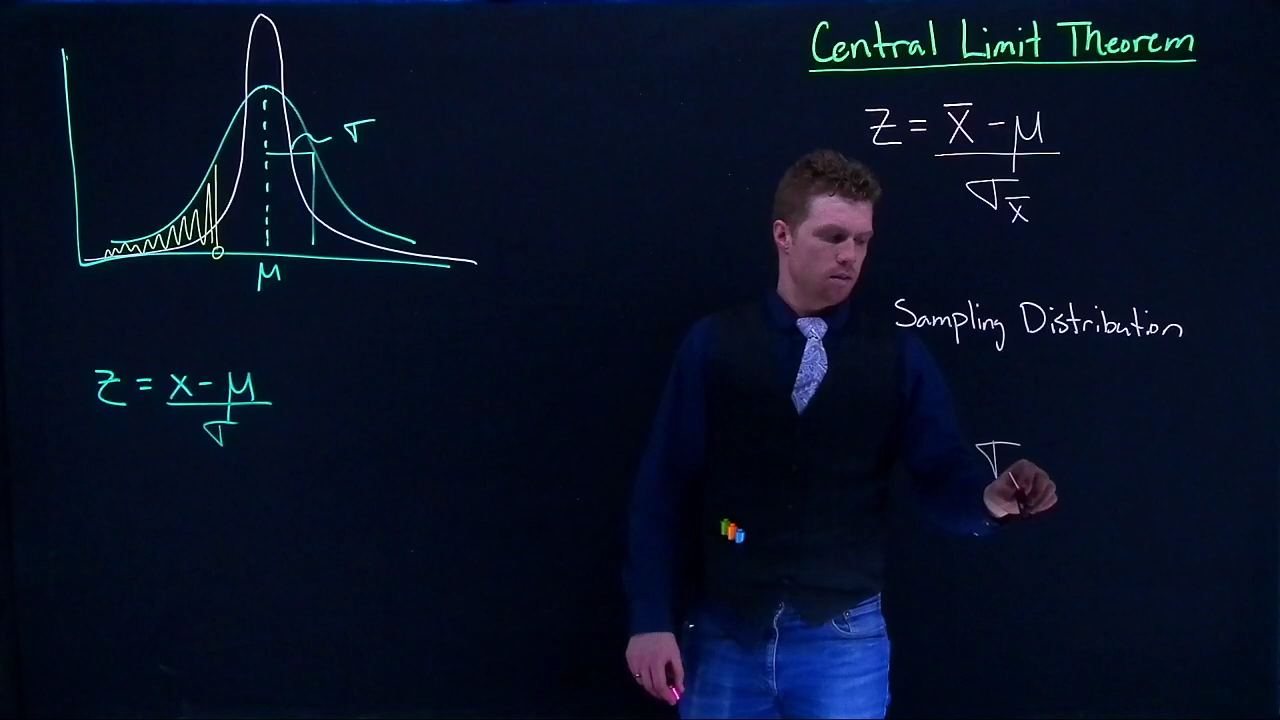 Central Limit Theorem
Z = x̄ - μ
σx̄
σ
μ
Sampling Distribution
Z = x - μ
σ
σ